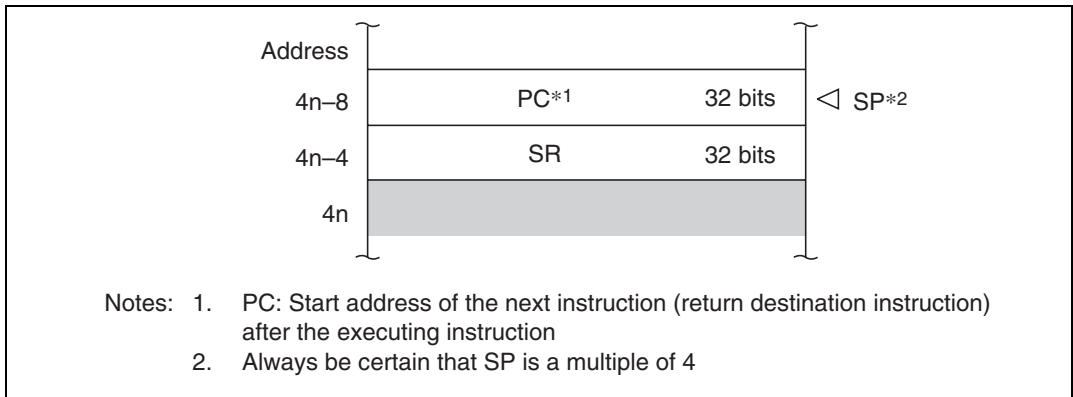 Address
4n–8 PC*1 32 bits SP*2
4n–4 SR 32 bits
4n
Notes: 1. PC: Start address of the next instruction (return destination instruction)
after the executing instruction
2. Always be certain that SP is a multiple of 4